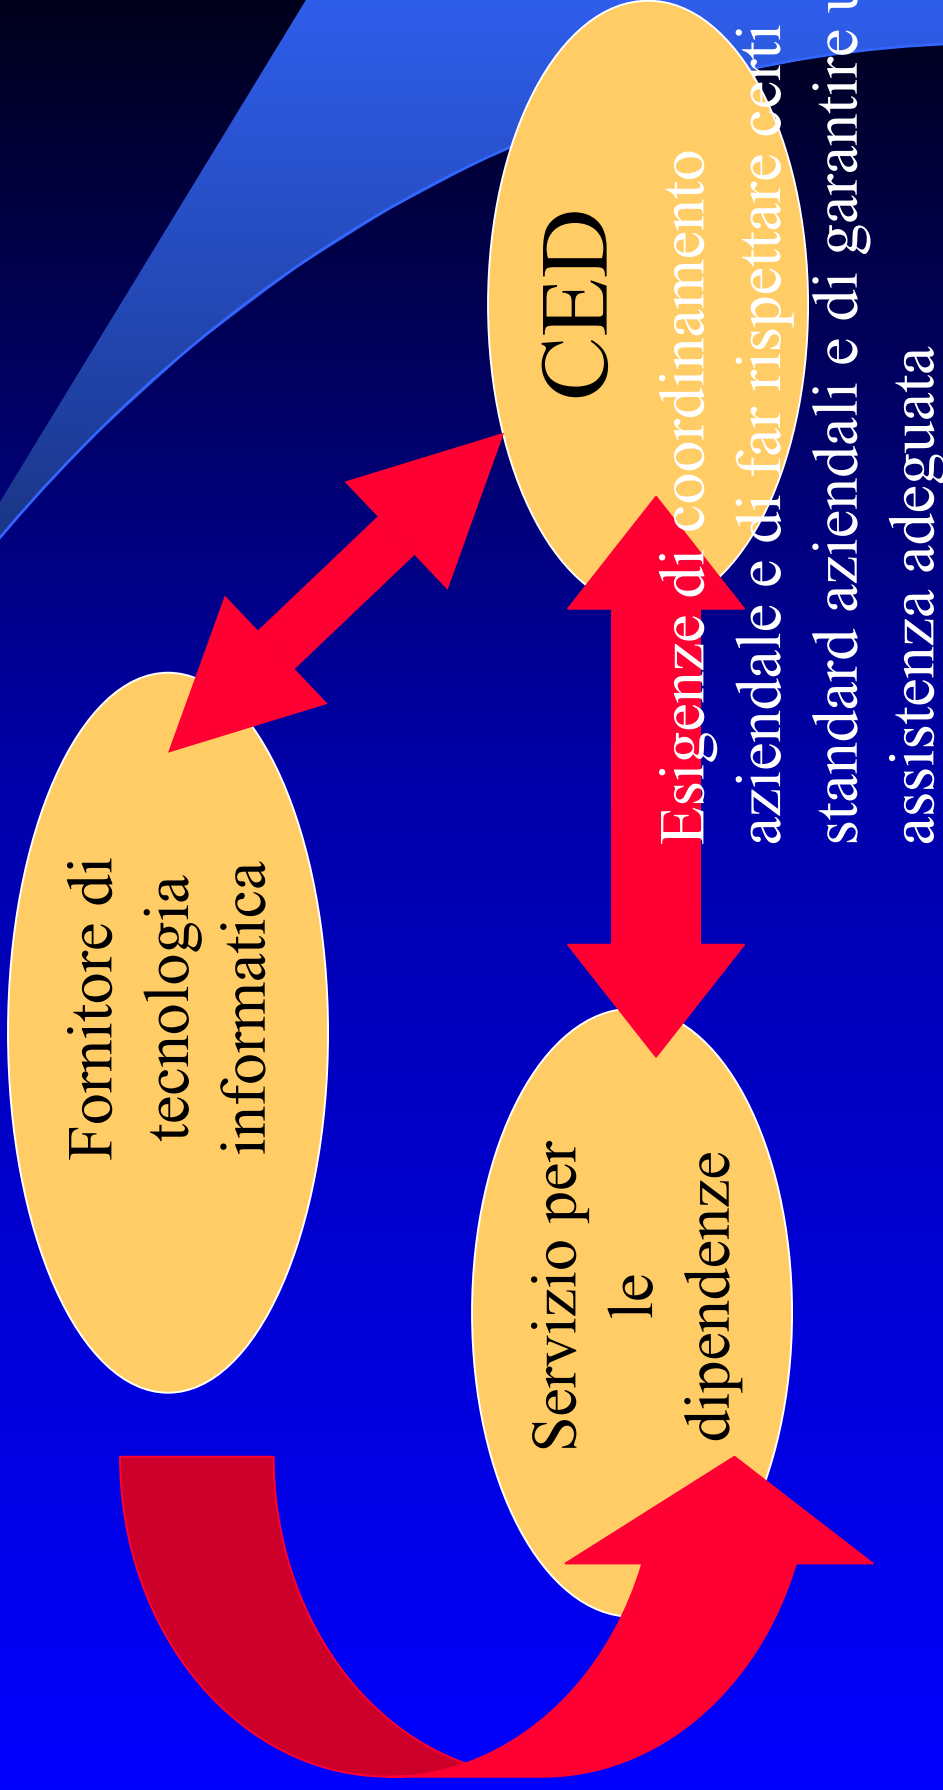 Fornitore di
tecnologia
informatica
Servizio per
le
dipendenze
CED
Esigenze di coordinamento
aziendale e di far rispettare certi
standard aziendali e di garantire
assistenza adeguata